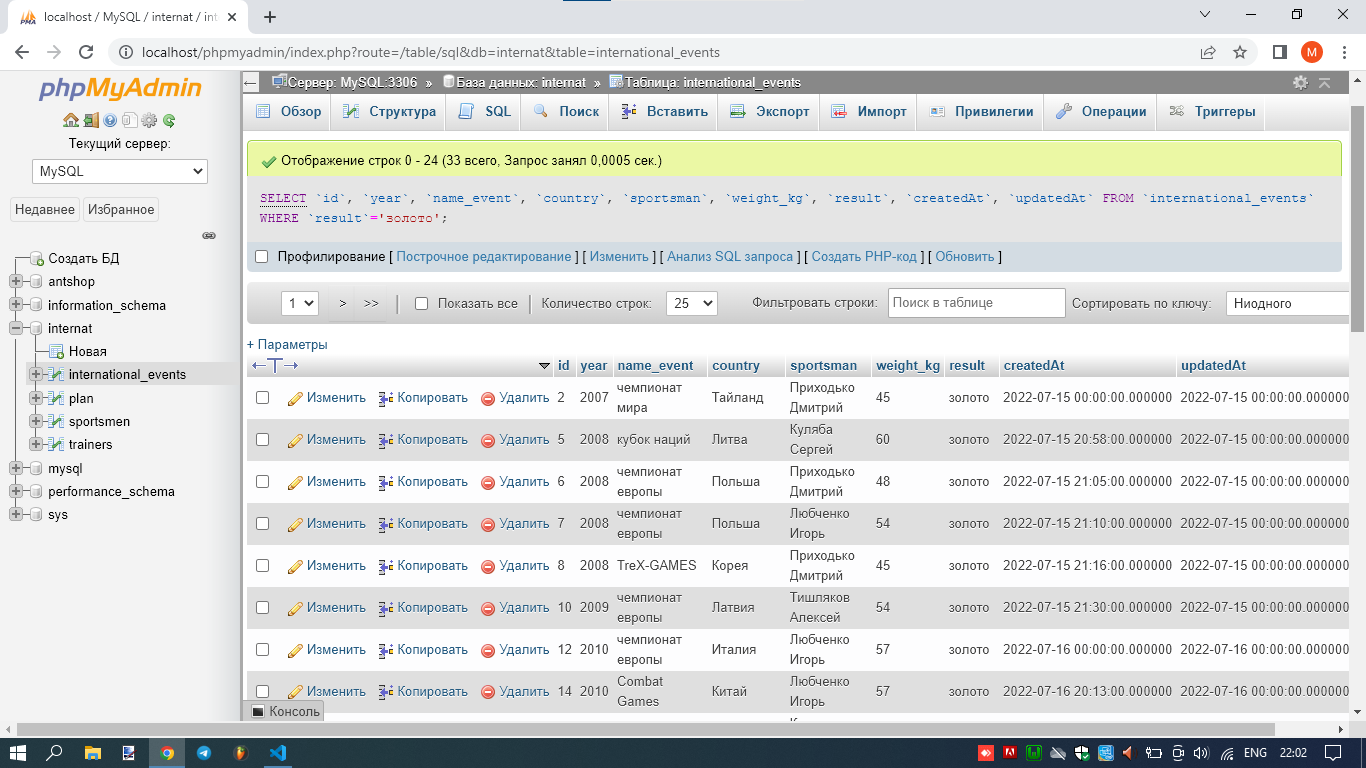 localhost / MySQL / internat / int
localhost/phpmyadmin/index.php?route=/table/sql&db=internat&table=international_events
M
phpMyAdmin
Текущий сервер:
MySQL
Недавнее Избранное
Создать БД
antshop
information_schema
internat
Новая
international_events
plan
sportsmen
trainers
mysql
performance_schema
sys
Сервер: MySQL:3306 » База данных: internat » Таблица: international_events
Обзор Структура SQL Поиск Вставить Экспорт Импорт Привилегии Операции Триггеры
Отображение строк 0 - 24 (33 всего, Запрос занял 0,0005 сек.)
SELECT `id`, `year`, `name_event`, `country`, `sportsman`, `weight_kg`, `result`, `createdAt`, `updatedAt` FROM `international_events`
WHERE `result`='золото';
Профилирование [ Построчное редактирование ] [ Изменить ] [ Анализ SQL запроса ] [ Создать PHP-код ] [ Обновить ]
1 > >> Показать все Количество строк: 25 Фильтровать строки: Поиск в таблице Сортировать по ключу: Ниодного
+ Параметры
id year name_event country sportsman weight_kg result createdAt updatedAt
Изменить Копировать Удалить 2 2007 чемпионат мира Тайланд Приходько Дмитрий 45 золото 2022-07-15 00:00:00.000000 2022-07-15 00:00:00.000000
Изменить Копировать Удалить 5 2008 кубок наций Литва Куляба Сергей 60 золото 2022-07-15 20:58:00.000000 2022-07-15 00:00:00.000000
Изменить Копировать Удалить 6 2008 чемпионат европы Польша Приходько Дмитрий 48 золото 2022-07-15 21:05:00.000000 2022-07-15 00:00:00.000000
Изменить Копировать Удалить 7 2008 чемпионат европы Польша Любченко Игорь 54 золото 2022-07-15 21:10:00.000000 2022-07-15 00:00:00.000000
Изменить Копировать Удалить 8 2008 TreX-GAMES Корея Приходько Дмитрий 45 золото 2022-07-15 21:16:00.000000 2022-07-15 00:00:00.000000
Изменить Копировать Удалить 10 2009 чемпионат европы Латвия Тишляков Алексей 54 золото 2022-07-15 21:30:00.000000 2022-07-15 00:00:00.000000
Изменить Копировать Удалить 12 2010 чемпионат европы Италия Любченко Игорь 57 золото 2022-07-16 00:00:00.000000 2022-07-16 00:00:00.000000
Изменить Копировать Удалить 14 2010 Combat Games Китай Любченко Игорь 57 золото 2022-07-16 20:13:00.000000 2022-07-16 00:00:00.000000
Консоль
ENG 22:02